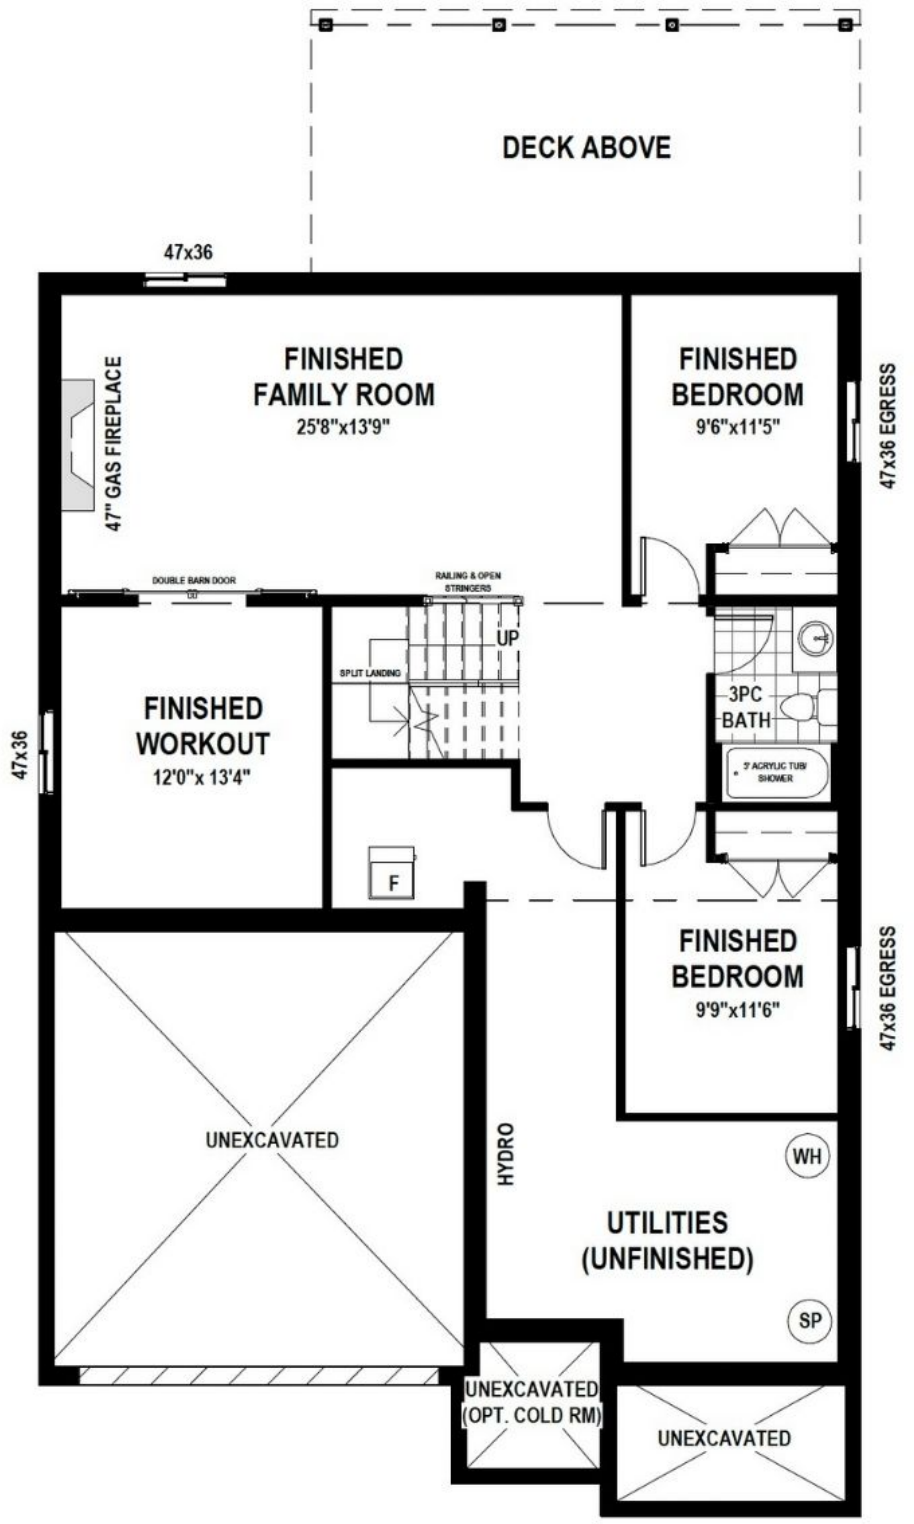 DECK ABOVE
47x36
FINISHED
FAMILY ROOM
25'8"x13'9"
FINISHED
BEDROOM
9'6"x11'5"
47" GAS FIREPLACE
47x36 EGRESS
DOUBLE BARN DOOR
RAILING & OPEN
STRINGERS
UP
SPLIT LANDING
FINISHED
WORKOUT
12'0"x 13'4"
47x36
3PC
BATH
5' ACRYLIC TUB/
SHOWER
F
FINISHED
BEDROOM
9'9"x11'6"
47x36 EGRESS
UNEXCAVATED
HYDRO
WH
UTILITIES
(UNFINISHED)
SP
UNEXCAVATED
(OPT. COLD RM)
UNEXCAVATED